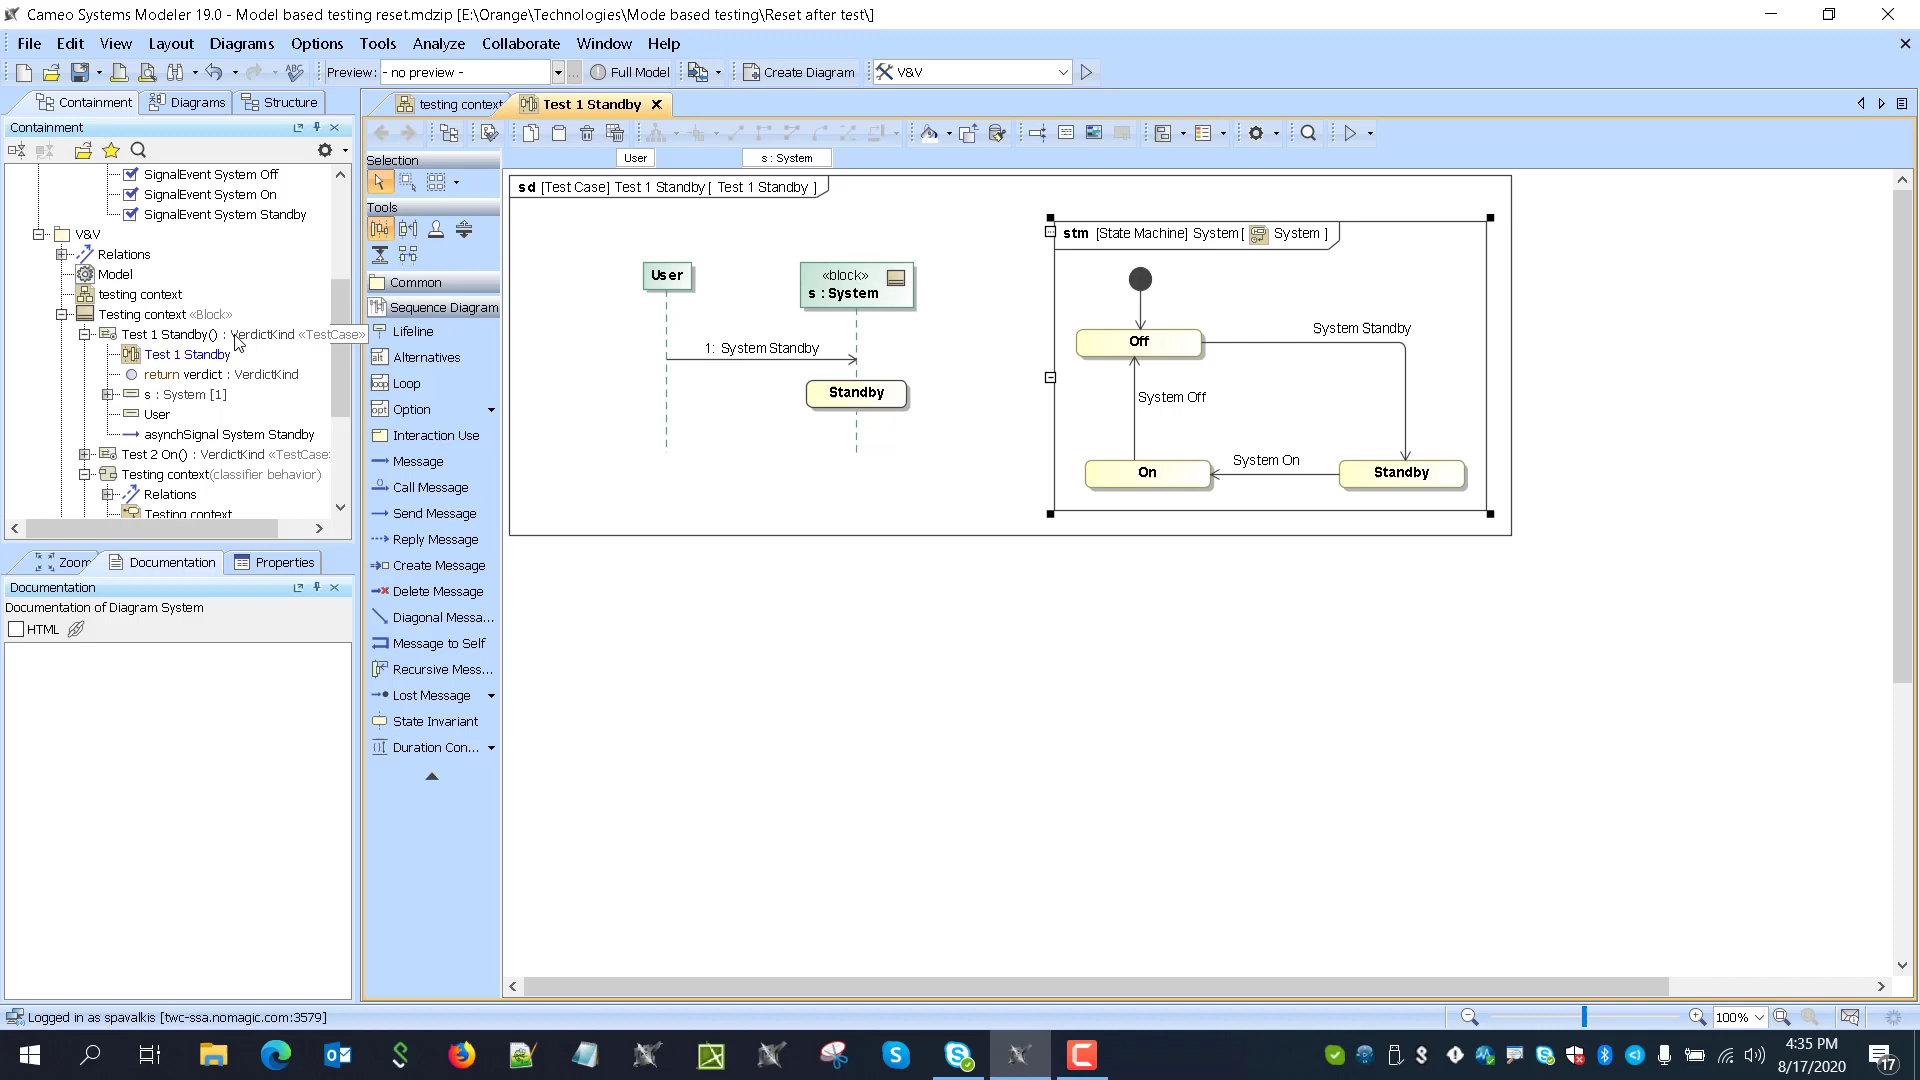 Cameo Systems Modeler 19.0 - Model based testing reset.mdzip [E:\Orange\Technologies\Mode based testing\Reset after test\]
File Edit View Layout Diagrams Options Tools Analyze Collaborate Window Help
Preview: - no preview - ... Full Model Create Diagram V&V
Containment Diagrams Structure
testing context Test 1 Standby
Containment
User s : System
Selection
Tools
Common
Sequence Diagram
Lifeline
Alternatives
Loop
Option
Interaction Use
Message
Call Message
Send Message
Reply Message
Create Message
Delete Message
Diagonal Messa...
Message to Self
Recursive Mess...
Lost Message
State Invariant
Duration Con...
SignalEvent System Off
SignalEvent System On
SignalEvent System Standby
V&V
Relations
Model
testing context
Testing context «Block»
Test 1 Standby() : VerdictKind «TestCase»
Test 1 Standby
return verdict : VerdictKind
s : System [1]
User
asynchSignal System Standby
Test 2 On() : VerdictKind «TestCase
Testing context(classifier behavior)
Relations
Testing context
Zoom Documentation Properties
Documentation
Documentation of Diagram System
HTML
sd [Test Case] Test 1 Standby [ Test 1 Standby ]
User
«block»
s : System
1: System Standby
Standby
stm [State Machine] System [ System ]
Off
System Standby
System Off
On
System On
Standby
Logged in as spavalkis [twc-ssa.nomagic.com:3579]
100%
4:35 PM
8/17/2020
17